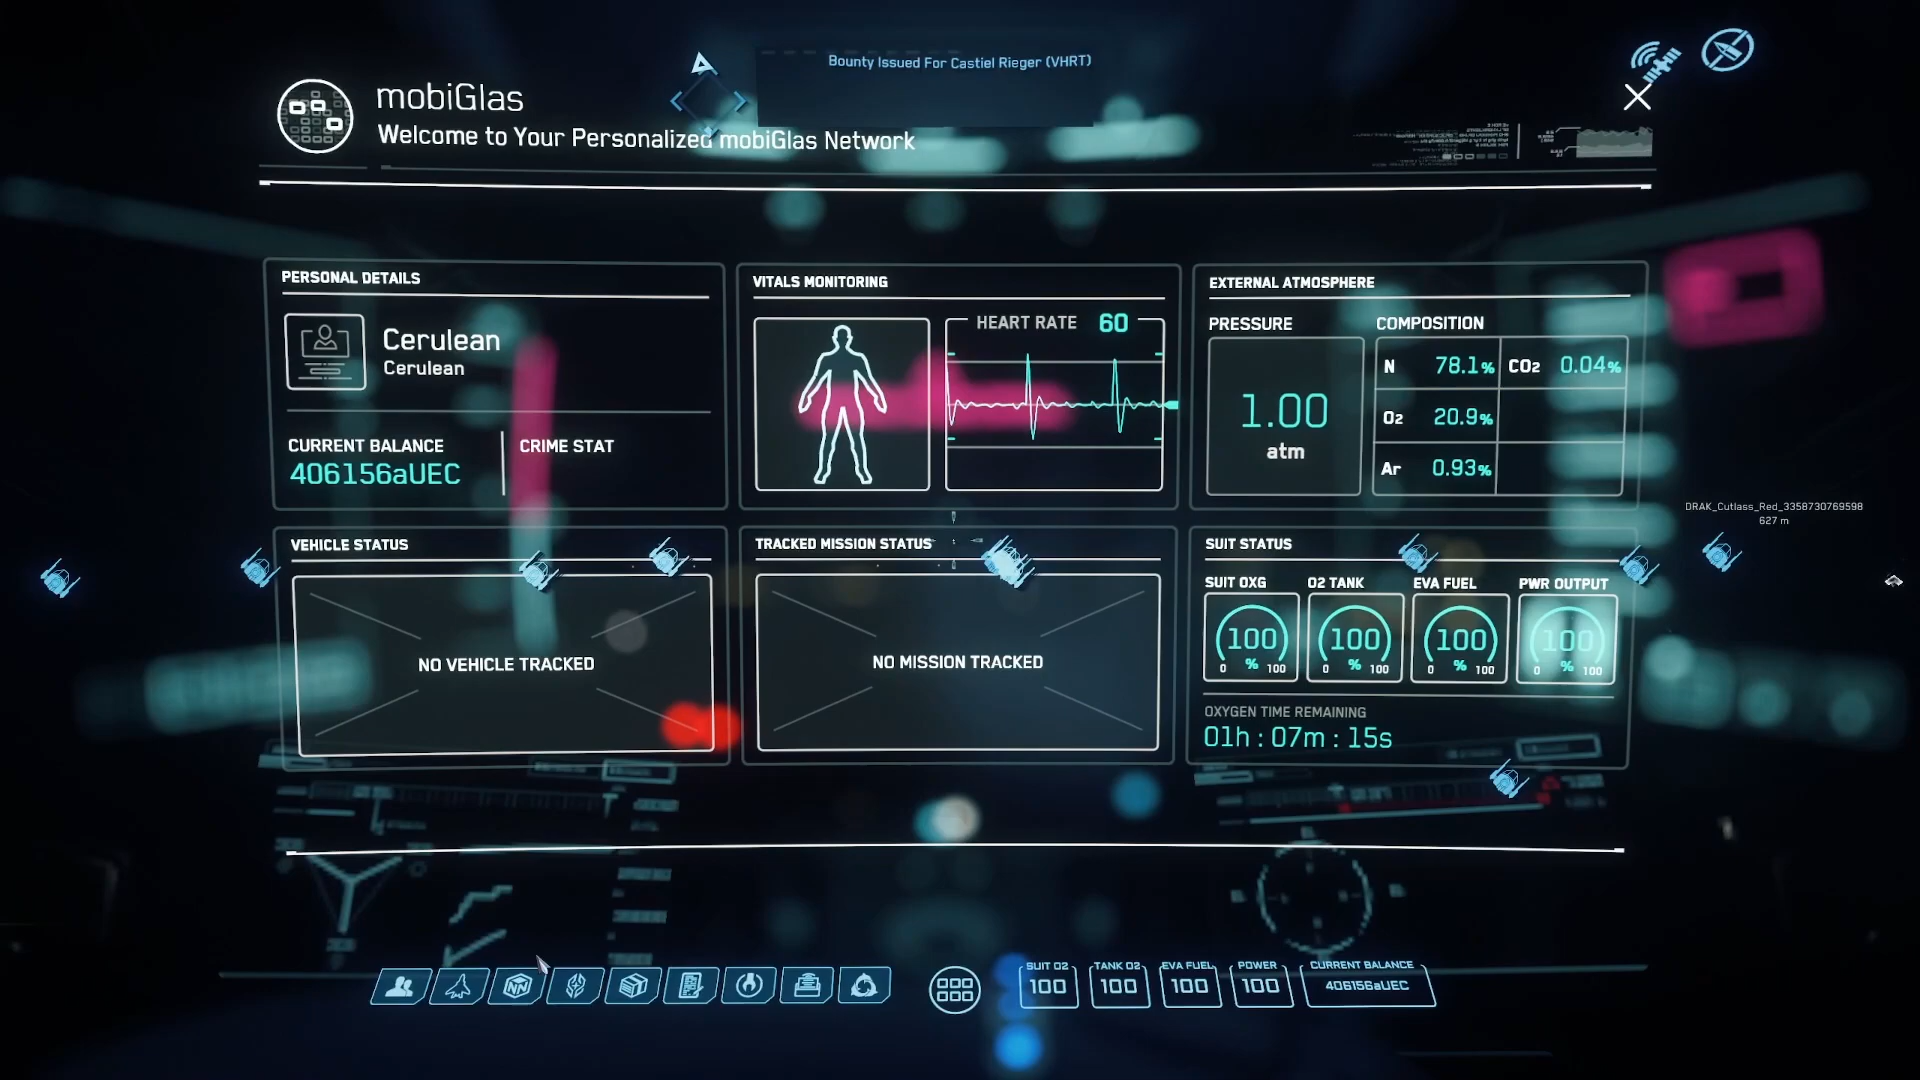 Bounty Issued For Castiel Rieger (VHRT)
mobiGlas
Welcome to Your Personalized mobiGlas Network
PERSONAL DETAILS
Cerulean
Cerulean
CURRENT BALANCE
406156aUEC
CRIME STAT
VITALS MONITORING
HEART RATE 60
EXTERNAL ATMOSPHERE
PRESSURE
1.00
atm
COMPOSITION
N 78.1% CO2 0.04%
O2 20.9%
Ar 0.93%
DRAK_Cutlass_Red_3358730769598
627 m
VEHICLE STATUS
NO VEHICLE TRACKED
TRACKED MISSION STATUS
NO MISSION TRACKED
SUIT STATUS
SUIT OXG O2 TANK EVA FUEL PWR OUTPUT
100 100 100 100
0 % 100 0 % 100 0 % 100 0 % 100
OXYGEN TIME REMAINING
01h : 07m : 15s
NN
SUIT O2 TANK O2 EVA FUEL POWER CURRENT BALANCE
100 100 100 100 406156aUEC